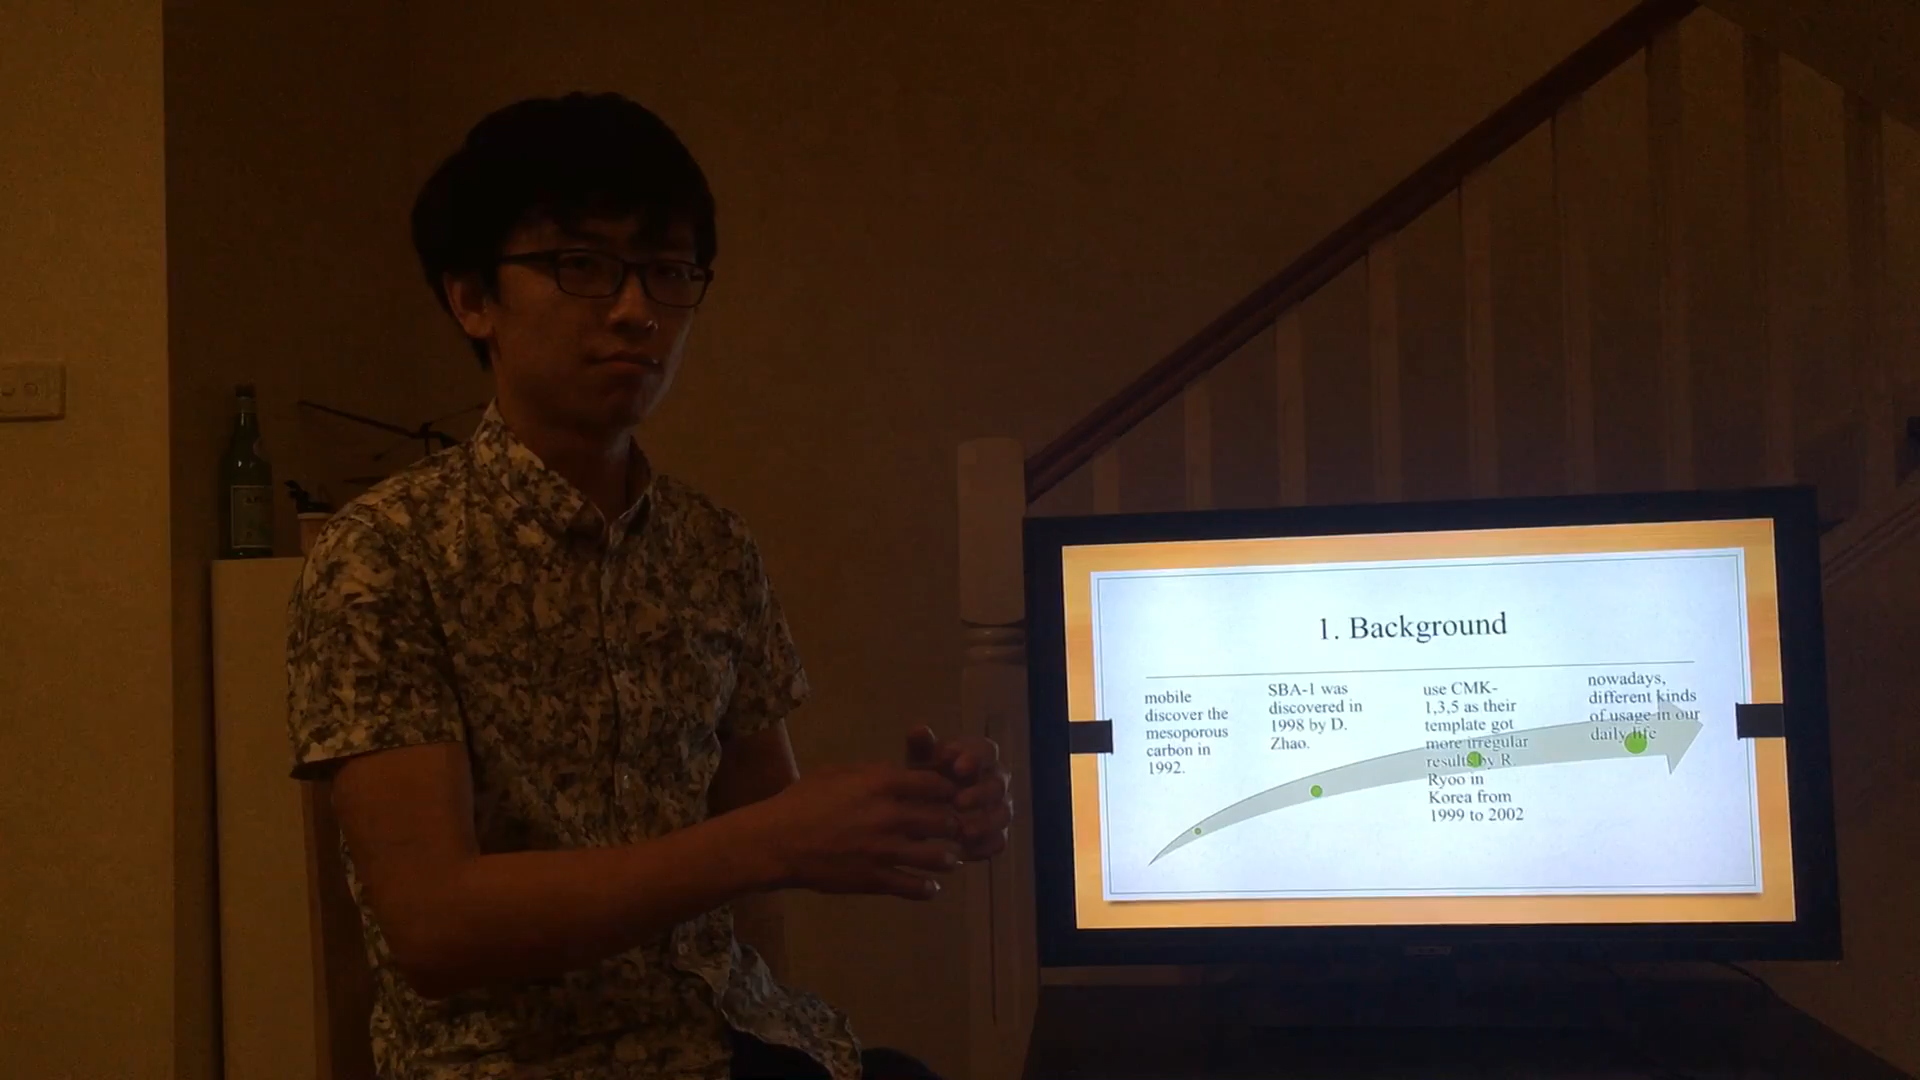 1. Background
mobile
discover the
mesoporous
carbon in
1992.
SBA-1 was
discovered in
1998 by D.
Zhao.
use CMK-
1,3,5 as their
template got
more irregular
results by R.
Ryoo in
Korea from
1999 to 2002
nowadays,
different kinds
of usage in our
daily life